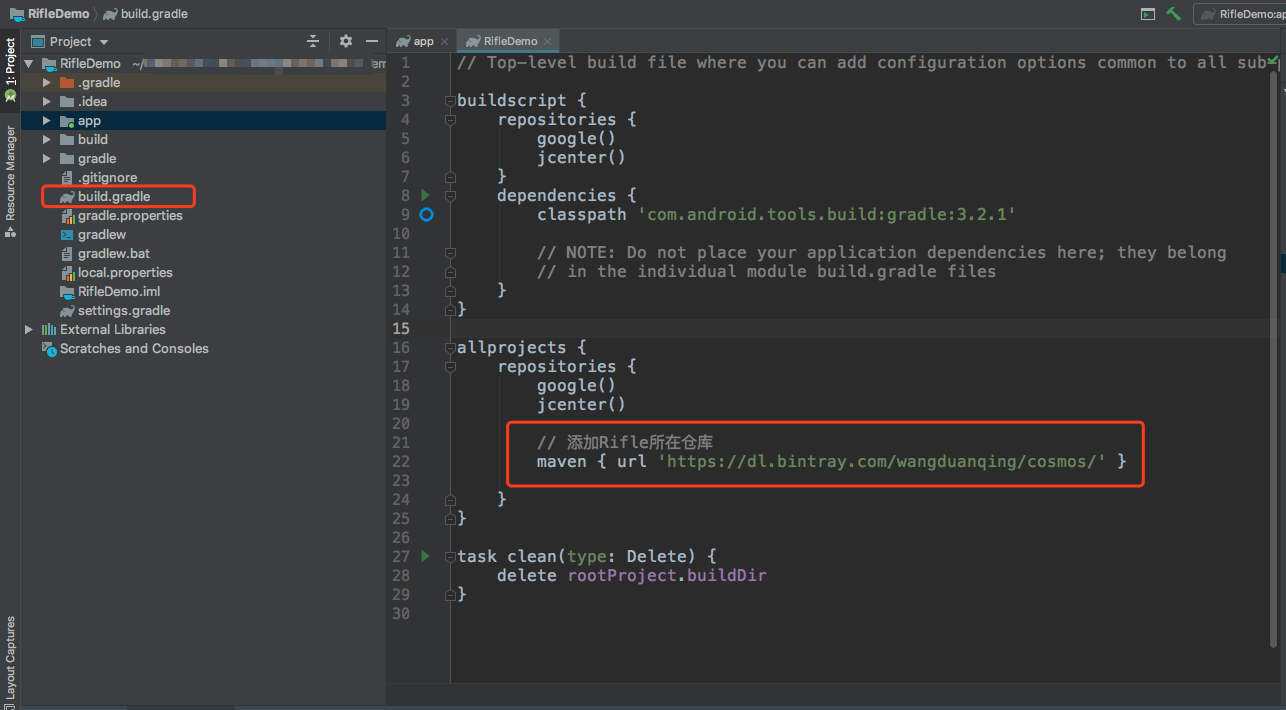 RifleDemo
build.gradle
RifleDemo:ap
Project
app
RifleDemo
1: Project
Resource Manager
Layout Captures
RifleDemo ~/
.gradle
.idea
app
build
gradle
.gitignore
build.gradle
gradle.properties
gradlew
gradlew.bat
local.properties
RifleDemo.iml
settings.gradle
External Libraries
Scratches and Consoles
1 // Top-level build file where you can add configuration options common to all sub-
2
3 buildscript {
4 repositories {
5 google()
6 jcenter()
7 }
8 dependencies {
9 classpath 'com.android.tools.build:gradle:3.2.1'
10
11 // NOTE: Do not place your application dependencies here; they belong
12 // in the individual module build.gradle files
13 }
14 }
15
16 allprojects {
17 repositories {
18 google()
19 jcenter()
20
21 // 添加Rifle所在仓库
22 maven { url 'https://dl.bintray.com/wangduanqing/cosmos/' }
23
24 }
25 }
26
27 task clean(type: Delete) {
28 delete rootProject.buildDir
29 }
30